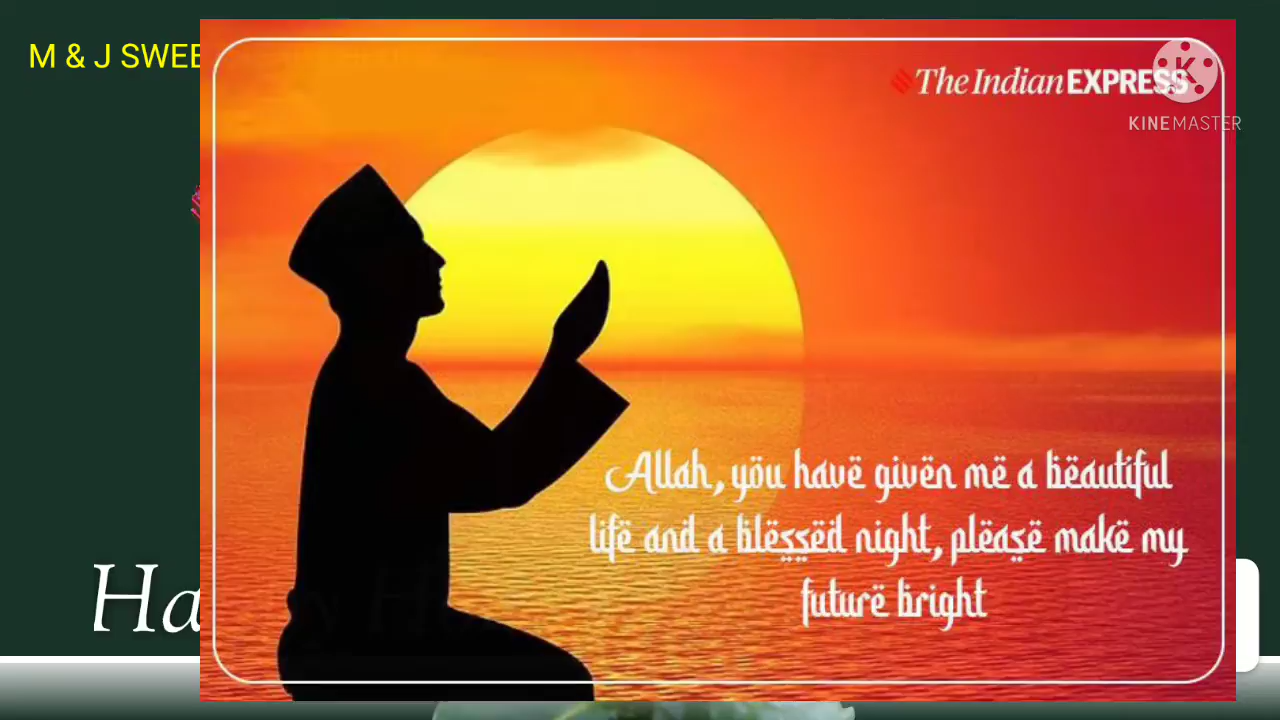 M & J SWEE
The Indian EXPRESS
KINEMASTER
Allah, you have given me a beautiful
life and a blessed night, please make my
future bright
Ha